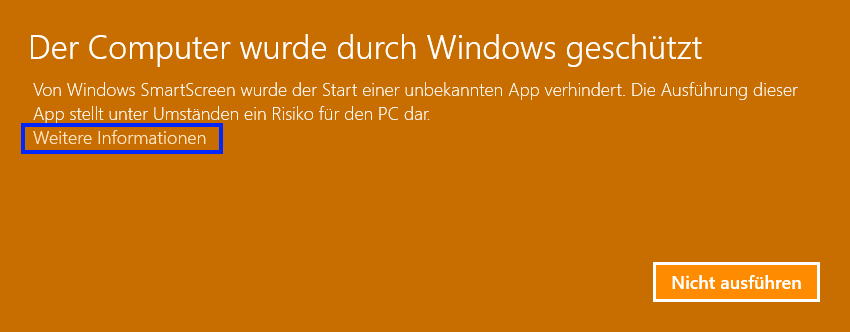 Der Computer wurde durch Windows geschützt
Von Windows SmartScreen wurde der Start einer unbekannten App verhindert. Die Ausführung dieser
App stellt unter Umständen ein Risiko für den PC dar.
Weitere Informationen
Nicht ausführen